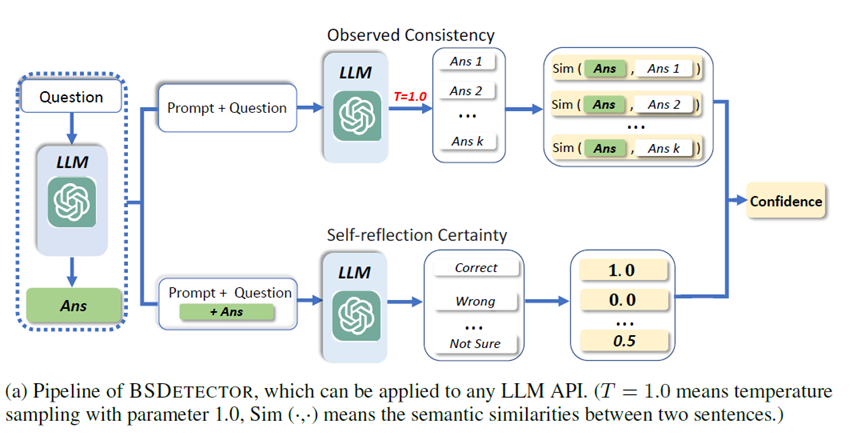 Observed Consistency
Question
LLM
Ans
Prompt + Question
LLM
T=1.0
Ans 1
Ans 2
...
Ans k
Sim ( Ans , Ans 1 )
Sim ( Ans , Ans 2 )
...
Sim ( Ans , Ans k )
Confidence
Self-reflection Certainty
Prompt + Question
+ Ans
LLM
Correct
Wrong
...
Not Sure
1.0
0.0
...
0.5
(a) Pipeline of BSDETECTOR, which can be applied to any LLM API. (T = 1.0 means temperature
sampling with parameter 1.0, Sim (·,·) means the semantic similarities between two sentences.)